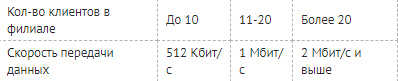 Кол-во клиентов в
филиале
До 10
11-20
Более 20
Скорость передачи
данных
512 Кбит/
с
1 Мбит/
с
2 Мбит/с и
выше